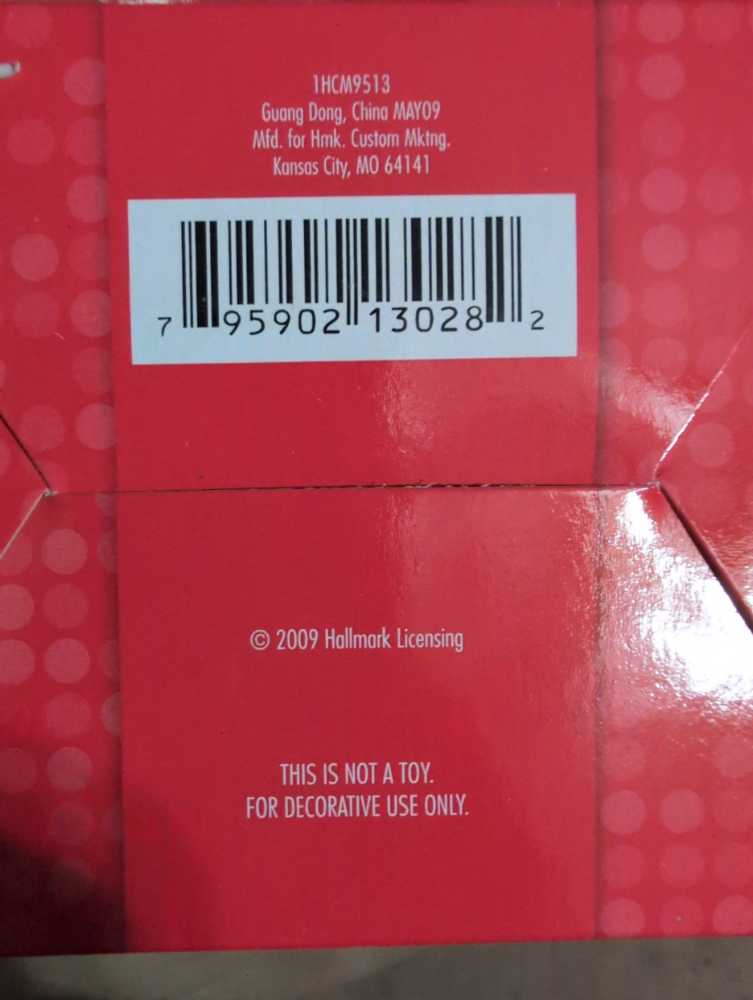 1HCM9513
Guang Dong, China MAY09
Mfd. for Hmk. Custom Mktng.
Kansas City, MO 64141
7 95902 13028 2
© 2009 Hallmark Licensing
THIS IS NOT A TOY.
FOR DECORATIVE USE ONLY.